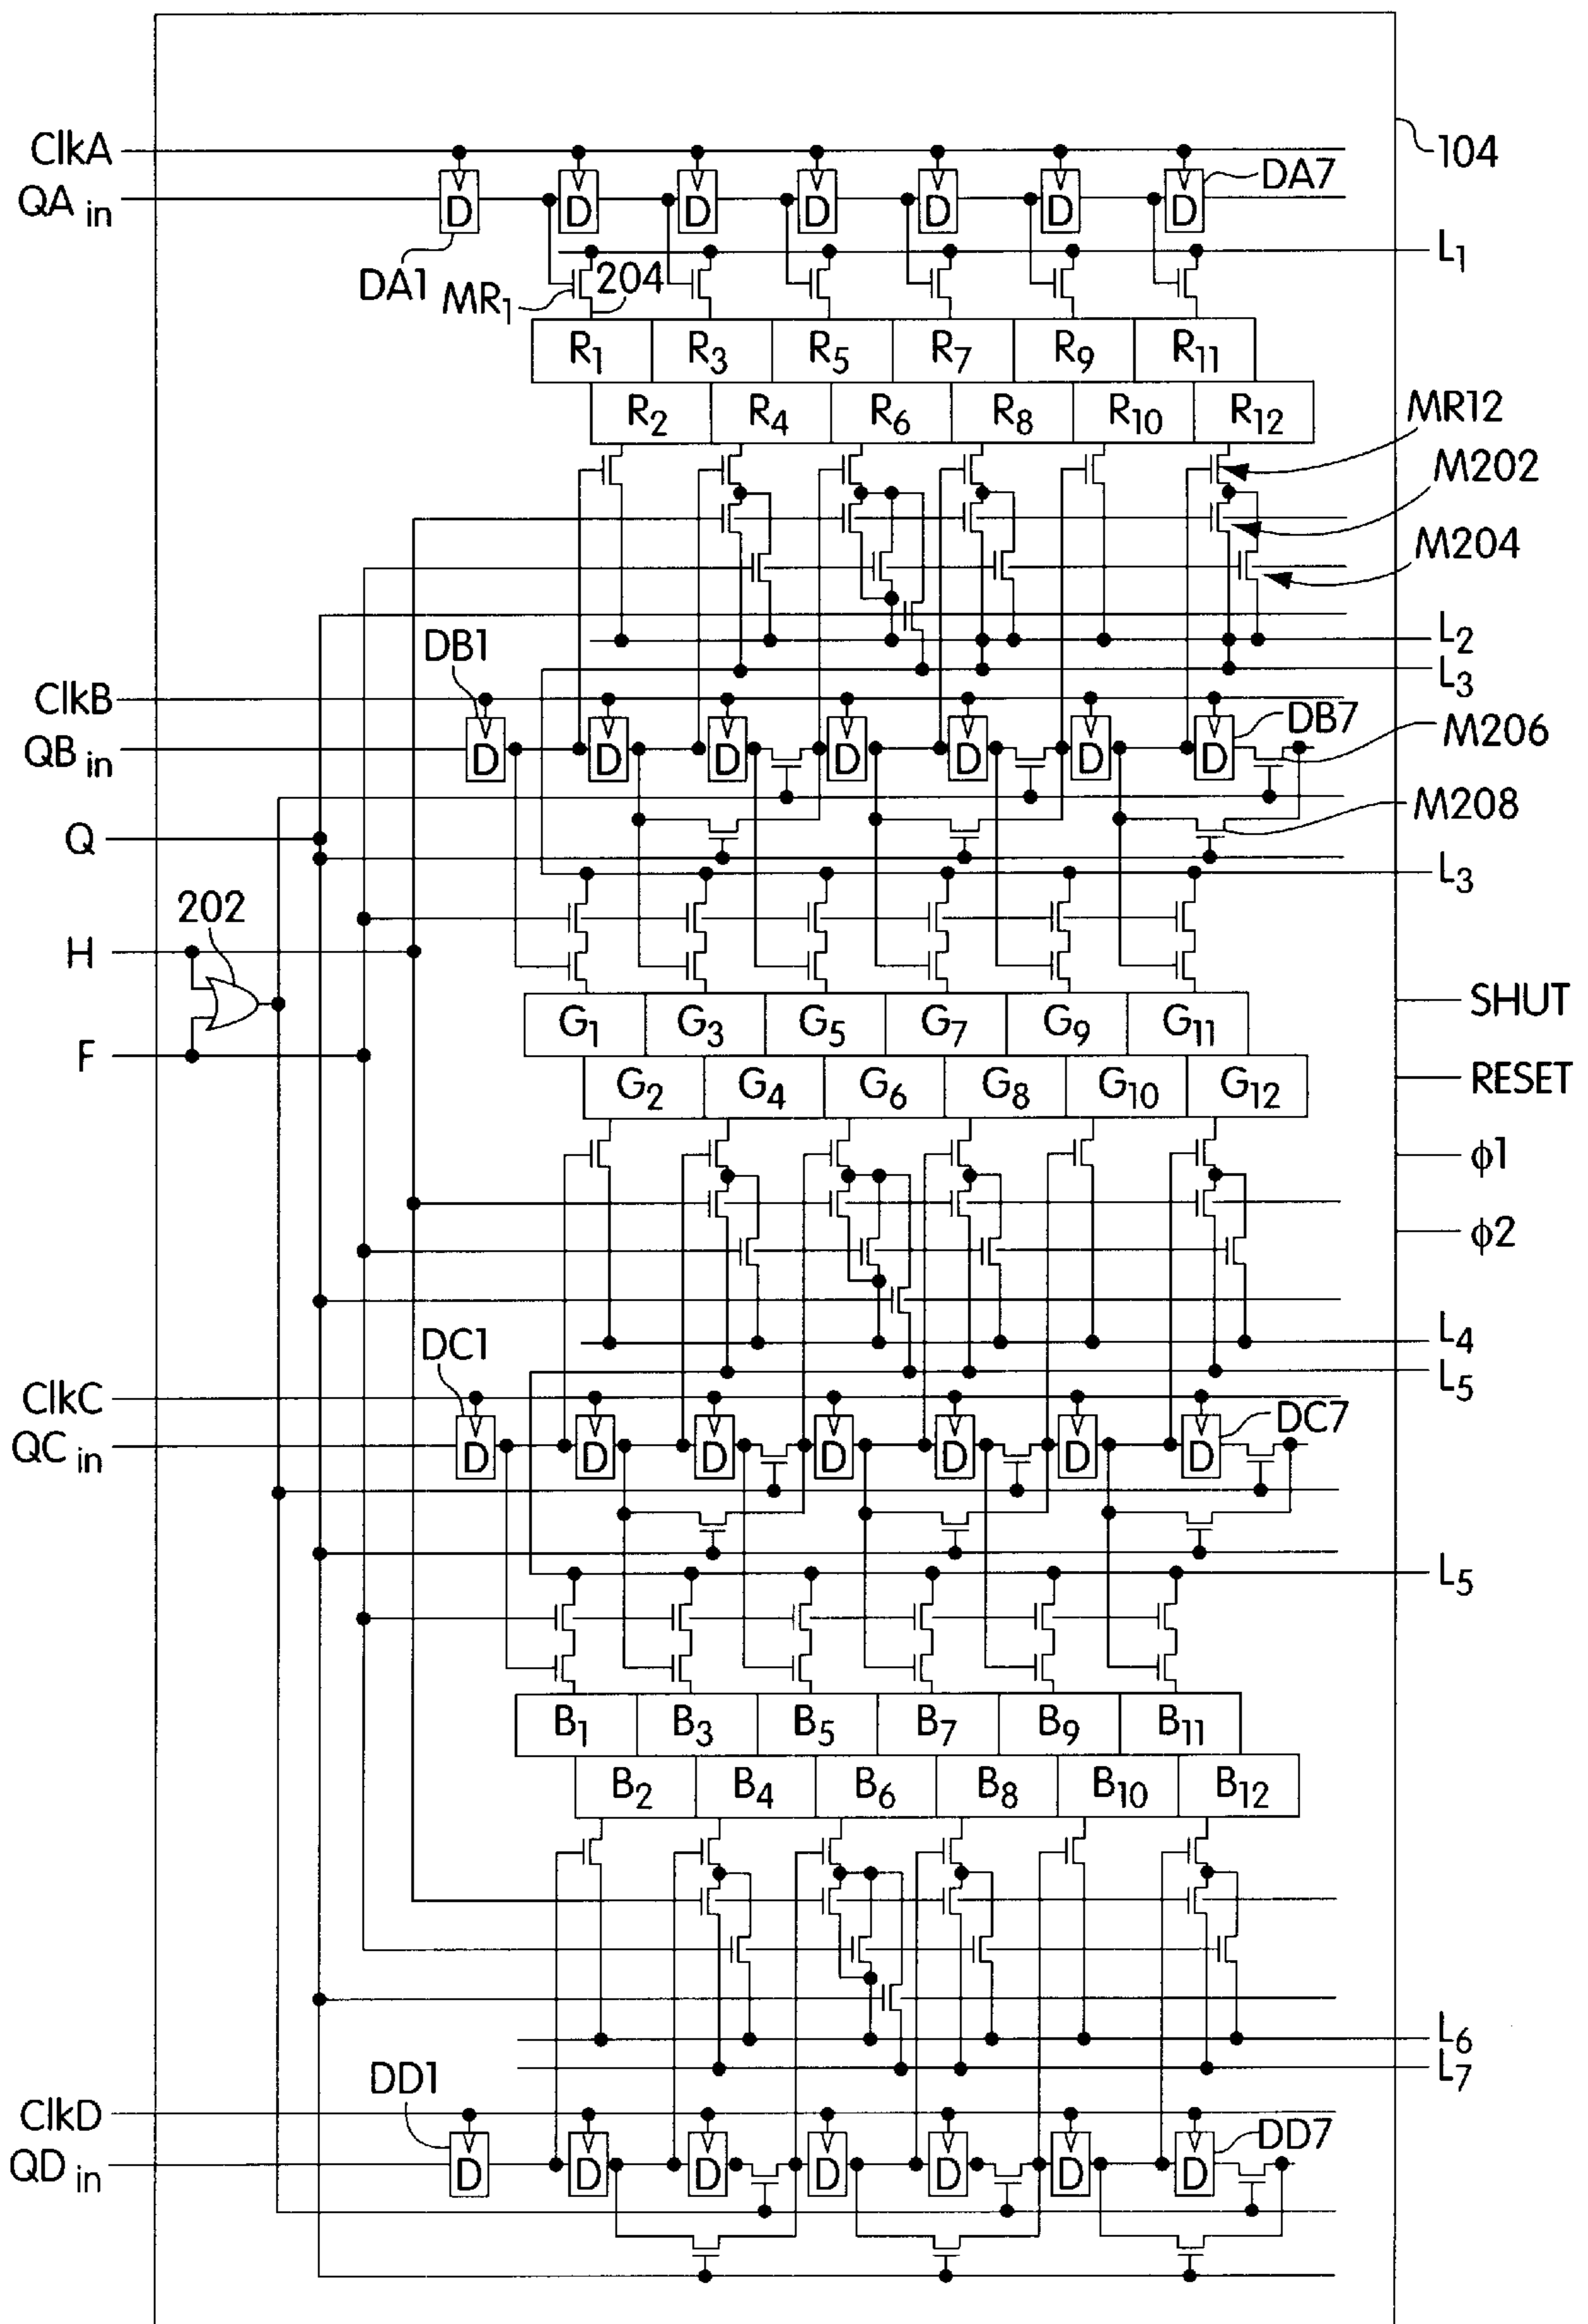 104
ClkA
D D D D D D D
DA7
QA in
L1
DA1
MR1
204
R1 R3 R5 R7 R9 R11
R2 R4 R6 R8 R10 R12
MR12
M202
M204
L2
DB1
L3
ClkB
DB7
QB in
D D D D D D D
M206
M208
Q
L3
202
H
SHUT
G1 G3 G5 G7 G9 G11
F
RESET
G2 G4 G6 G8 G10 G12
ϕ1
ϕ2
L4
DC1
L5
ClkC
DC7
QC in
D D D D D D D
L5
B1 B3 B5 B7 B9 B11
B2 B4 B6 B8 B10 B12
L6
L7
DD1
ClkD
DD7
QD in
D D D D D D D